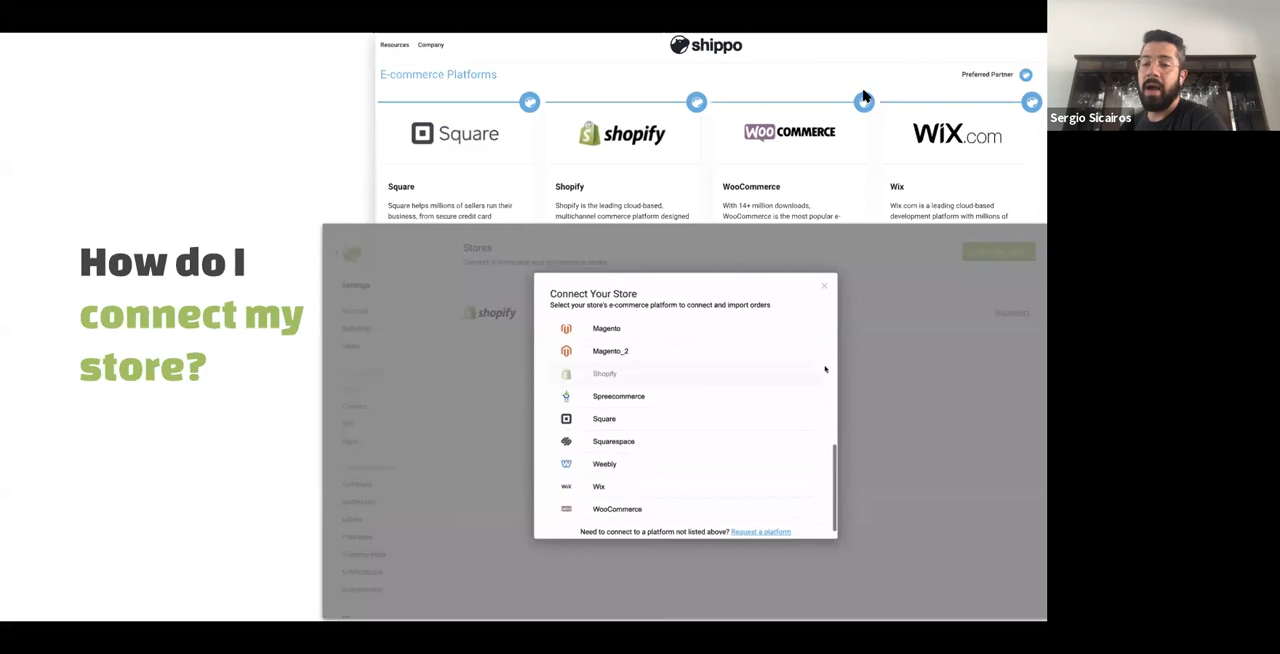 Resources Company
shippo
E-commerce Platforms
Preferred Partner
Square
shopify
WOO COMMERCE
WiX.com
Square
Shopify
WooCommerce
Wix
Square helps millions of sellers run their
business, from secure credit card
Shopify is the leading cloud-based,
multichannel commerce platform designed
With 14+ million downloads,
WooCommerce is the most popular e-
Wix.com is a leading cloud-based
development platform with millions of
Sergio Sicairos
How do I
connect my
store?
Stores
Settings
shopify
Disconnect
Connect Your Store
Select your store's e-commerce platform to connect and import orders
Magento
Magento_2
Shopify
Spreecommerce
Square
Squarespace
Weebly
Wix
WooCommerce
Need to connect to a platform not listed above? Request a platform